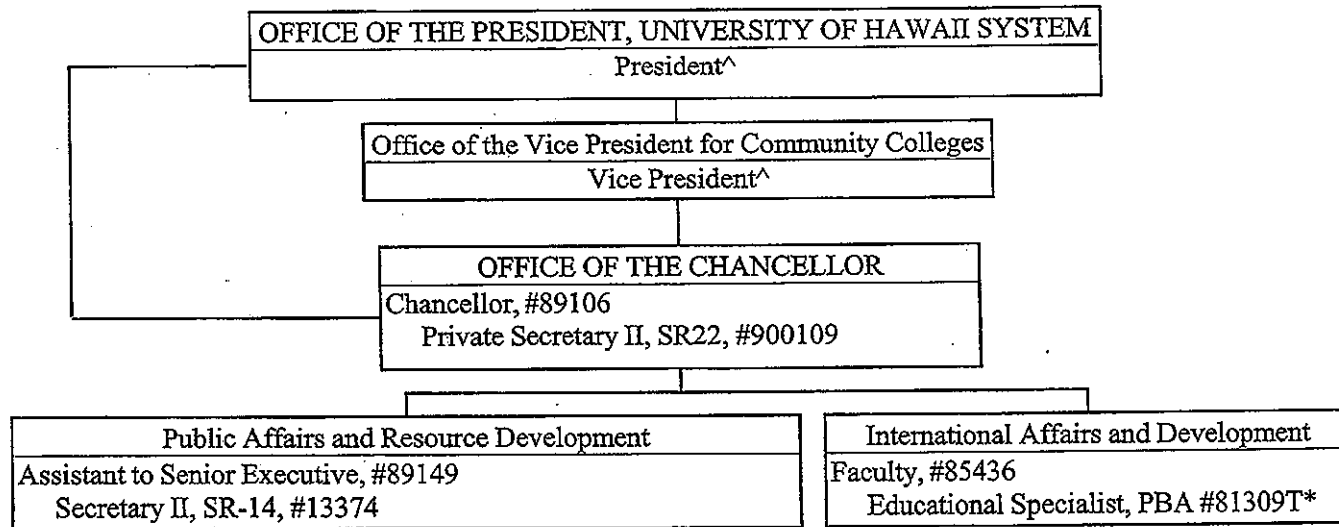 OFFICE OF THE PRESIDENT, UNIVERSITY OF HAWAII SYSTEM
President^
Office of the Vice President for Community Colleges
Vice President^
OFFICE OF THE CHANCELLOR
Chancellor, #89106
Private Secretary II, SR22, #900109
Public Affairs and Resource Development
Assistant to Senior Executive, #89149
Secretary II, SR-14, #13374
International Affairs and Development
Faculty, #85436
Educational Specialist, PBA #81309T*